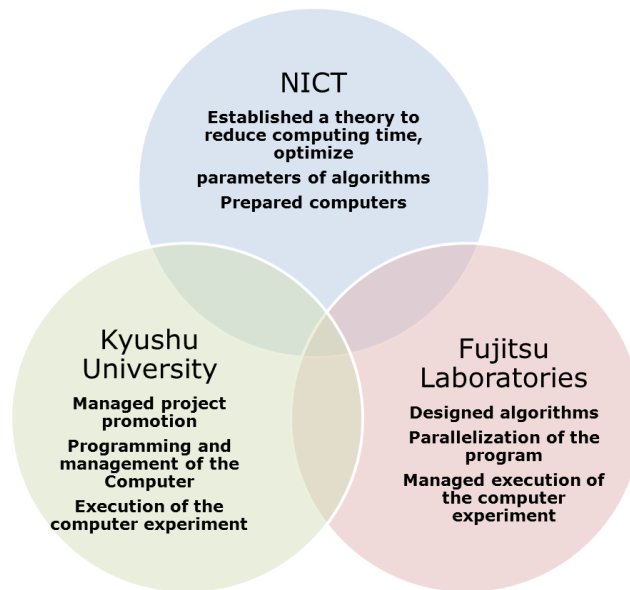 NICT
Established a theory to
reduce computing time,
optimize
parameters of algorithms
Prepared computers
Kyushu
University
Managed project
promotion
Programming and
management of the
Computer
Execution of the
computer experiment
Fujitsu
Laboratories
Designed algorithms
Parallelization of the
program
Managed execution of
the computer
experiment